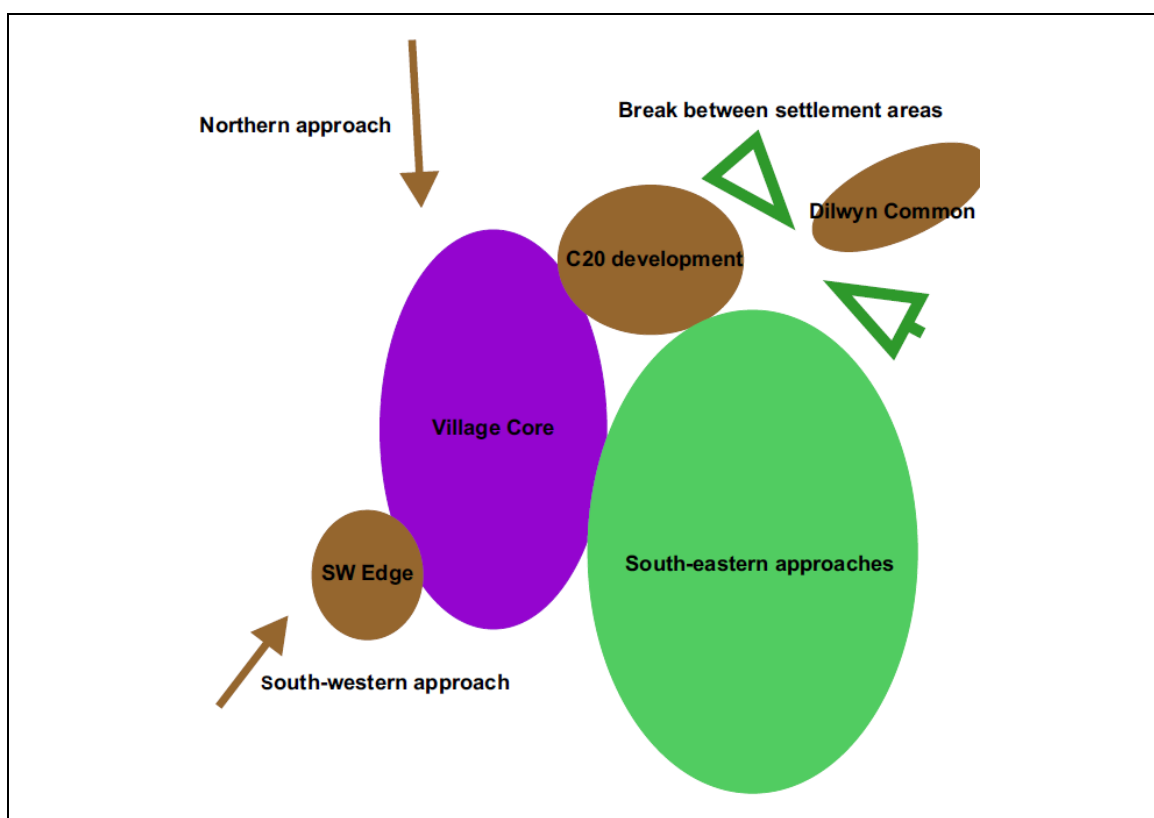 Break between settlement areas
Northern approach
Dilwyn Common
C20 development
Village Core
South-eastern approaches
SW Edge
South-western approach